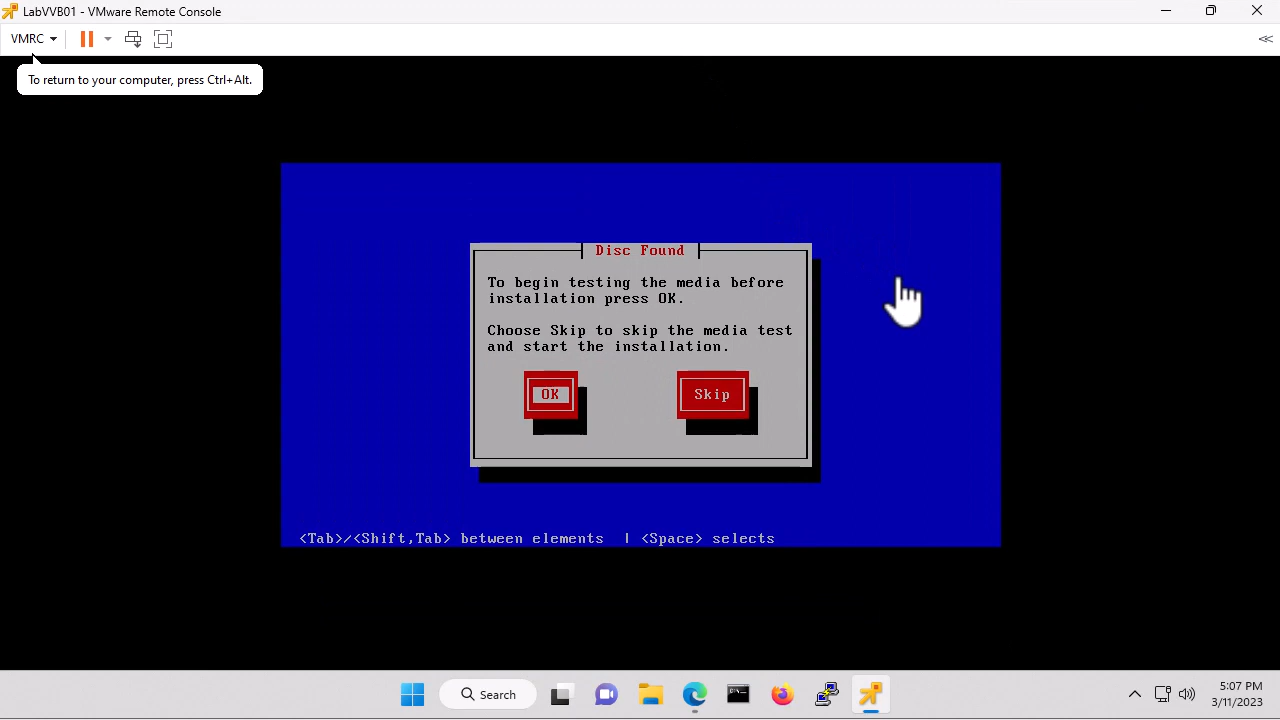 LabVVB01 - VMware Remote Console
VMRC
To return to your computer, press Ctrl+Alt.
Disc Found
To begin testing the media before
installation press OK.
Choose Skip to skip the media test
and start the installation.
OK
Skip
<Tab>/<Shift,Tab> between elements | <Space> selects
Search
5:07 PM
3/11/2023